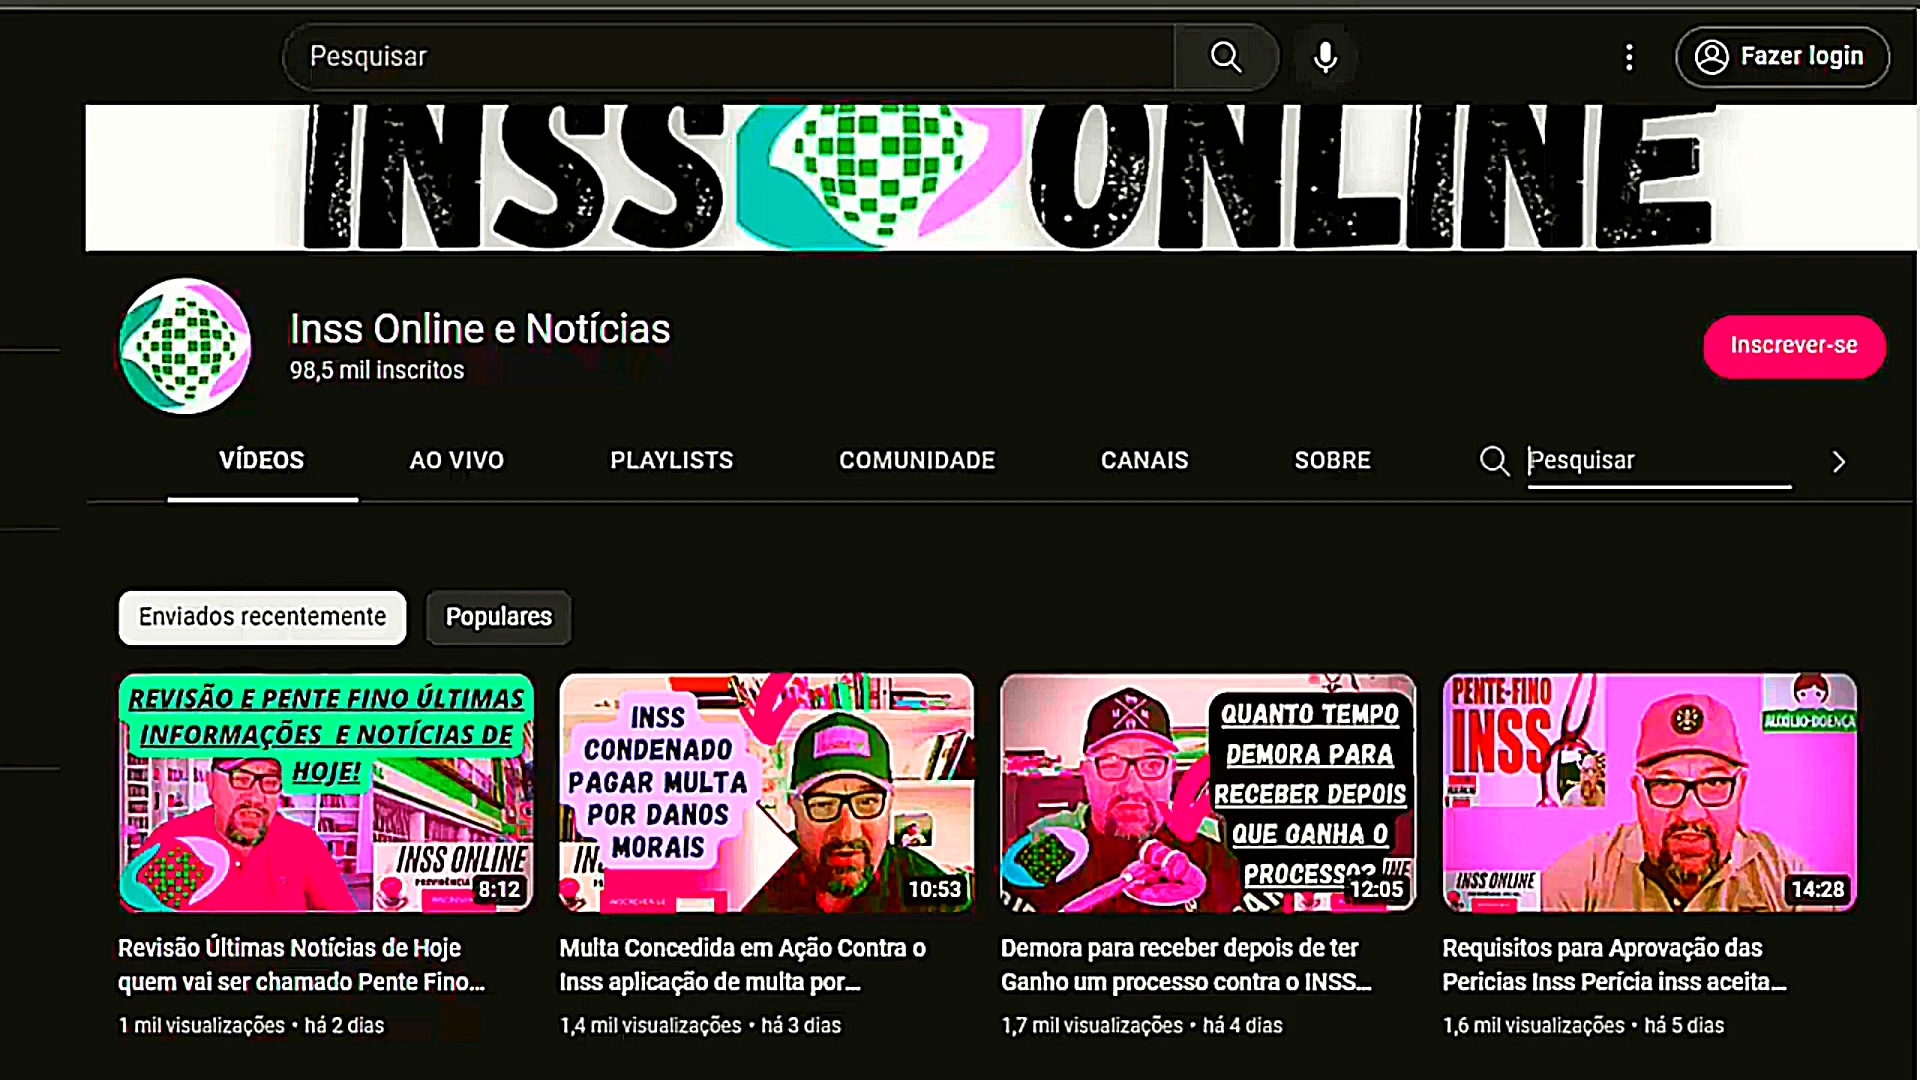 Pesquisar
Fazer login
INSS ONLINE
Inss Online e Notícias
98,5 mil inscritos
Inscrever-se
VÍDEOS
AO VIVO
PLAYLISTS
COMUNIDADE
CANAIS
SOBRE
Pesquisar
Enviados recentemente
Populares
REVISÃO E PENTE FINO ÚLTIMAS
INFORMAÇÕES E NOTÍCIAS DE
HOJE!
INSS ONLINE
8:12
INSS
CONDENADO
PAGAR MULTA
POR DANOS
MORAIS
10:53
QUANTO TEMPO
DEMORA PARA
RECEBER DEPOIS
QUE GANHA O
PROCESSO?
12:05
PENTE-FINO
INSS
AUXÍLIO-DOENÇA
INSS ONLINE
14:28
Revisão Últimas Notícias de Hoje
quem vai ser chamado Pente Fino...
1 mil visualizações • há 2 dias
Multa Concedida em Ação Contra o
Inss aplicação de multa por...
1,4 mil visualizações • há 3 dias
Demora para receber depois de ter
Ganho um processo contra o INSS...
1,7 mil visualizações • há 4 dias
Requisitos para Aprovação das
Pericias Inss Perícia inss aceita...
1,6 mil visualizações • há 5 dias